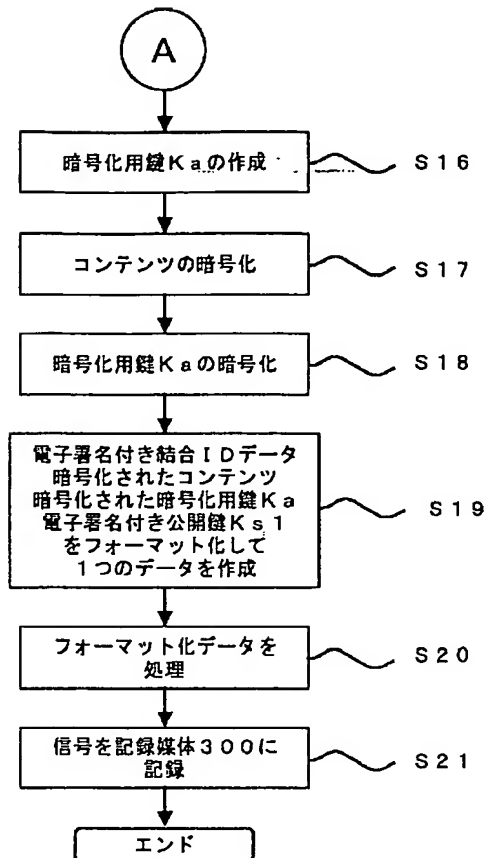 A
暗号化用鍵Kaの作成
S16
コンテンツの暗号化
S17
暗号化用鍵Kaの暗号化
S18
電子署名付き結合IDデータ
暗号化されたコンテンツ
暗号化された暗号化用鍵Ka
電子署名付き公開鍵Ks1
をフォーマット化して
1つのデータを作成
S19
フォーマット化データを
処理
S20
信号を記録媒体300に
記録
S21
エンド